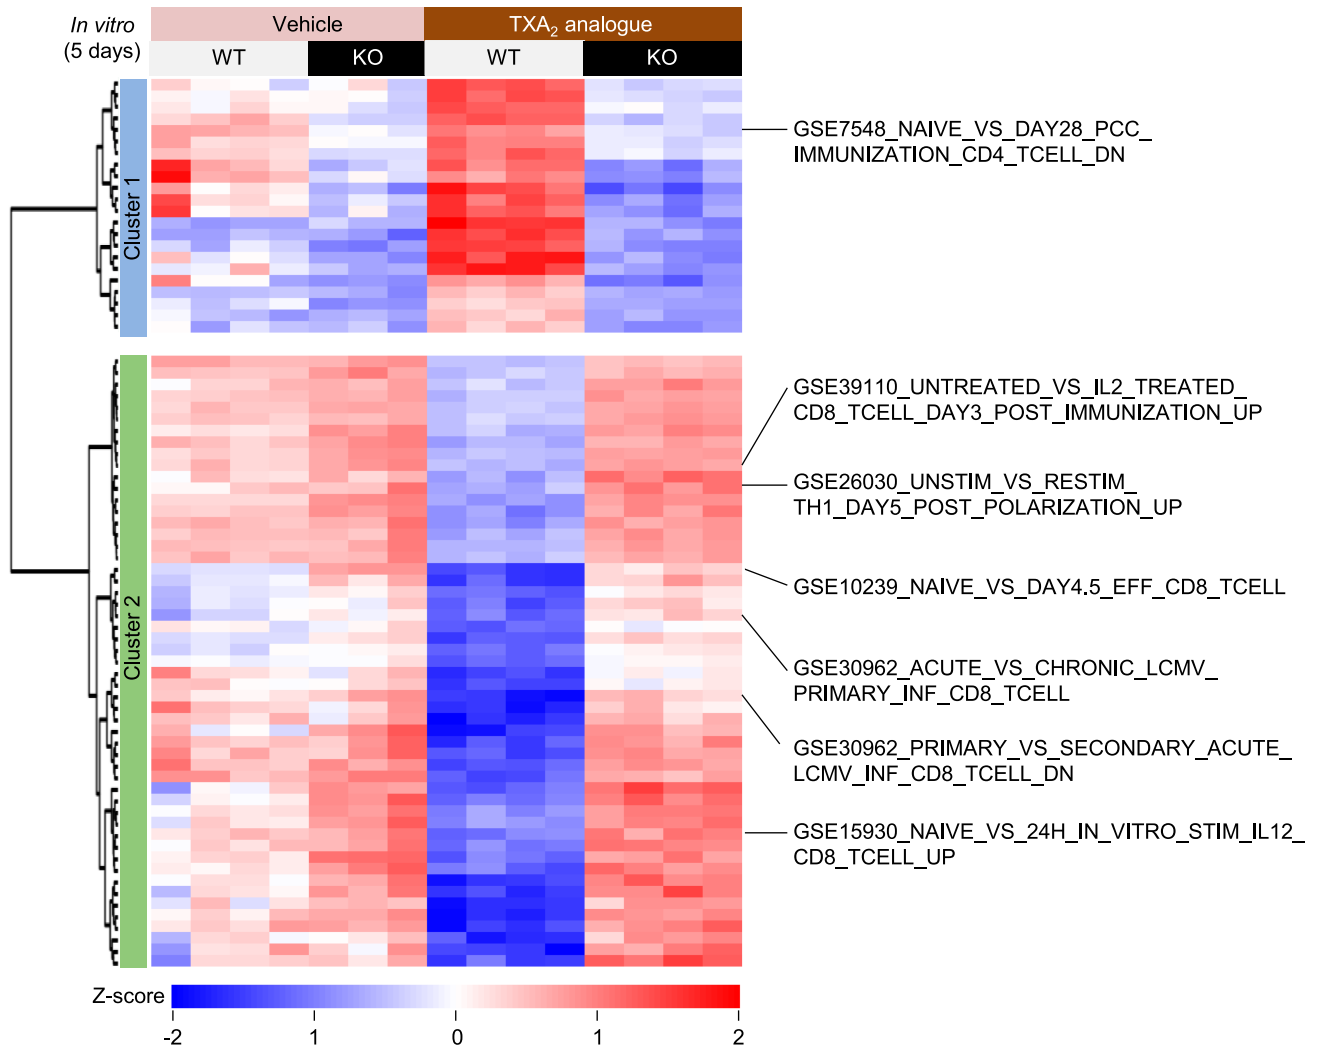 In vitro
(5 days)
Vehicle
TXA2 analogue
WT
KO
WT
KO
Cluster 1
GSE7548_NAIVE_VS_DAY28_PCC_
IMMUNIZATION_CD4_TCELL_DN
Cluster 2
GSE39110_UNTREATED_VS_IL2_TREATED_
CD8_TCELL_DAY3_POST_IMMUNIZATION_UP
GSE26030_UNSTIM_VS_RESTIM_
TH1_DAY5_POST_POLARIZATION_UP
GSE10239_NAIVE_VS_DAY4.5_EFF_CD8_TCELL
GSE30962_ACUTE_VS_CHRONIC_LCMV_
PRIMARY_INF_CD8_TCELL
GSE30962_PRIMARY_VS_SECONDARY_ACUTE_
LCMV_INF_CD8_TCELL_DN
GSE15930_NAIVE_VS_24H_IN_VITRO_STIM_IL12_
CD8_TCELL_UP
Z-score
-2 1 0 1 2